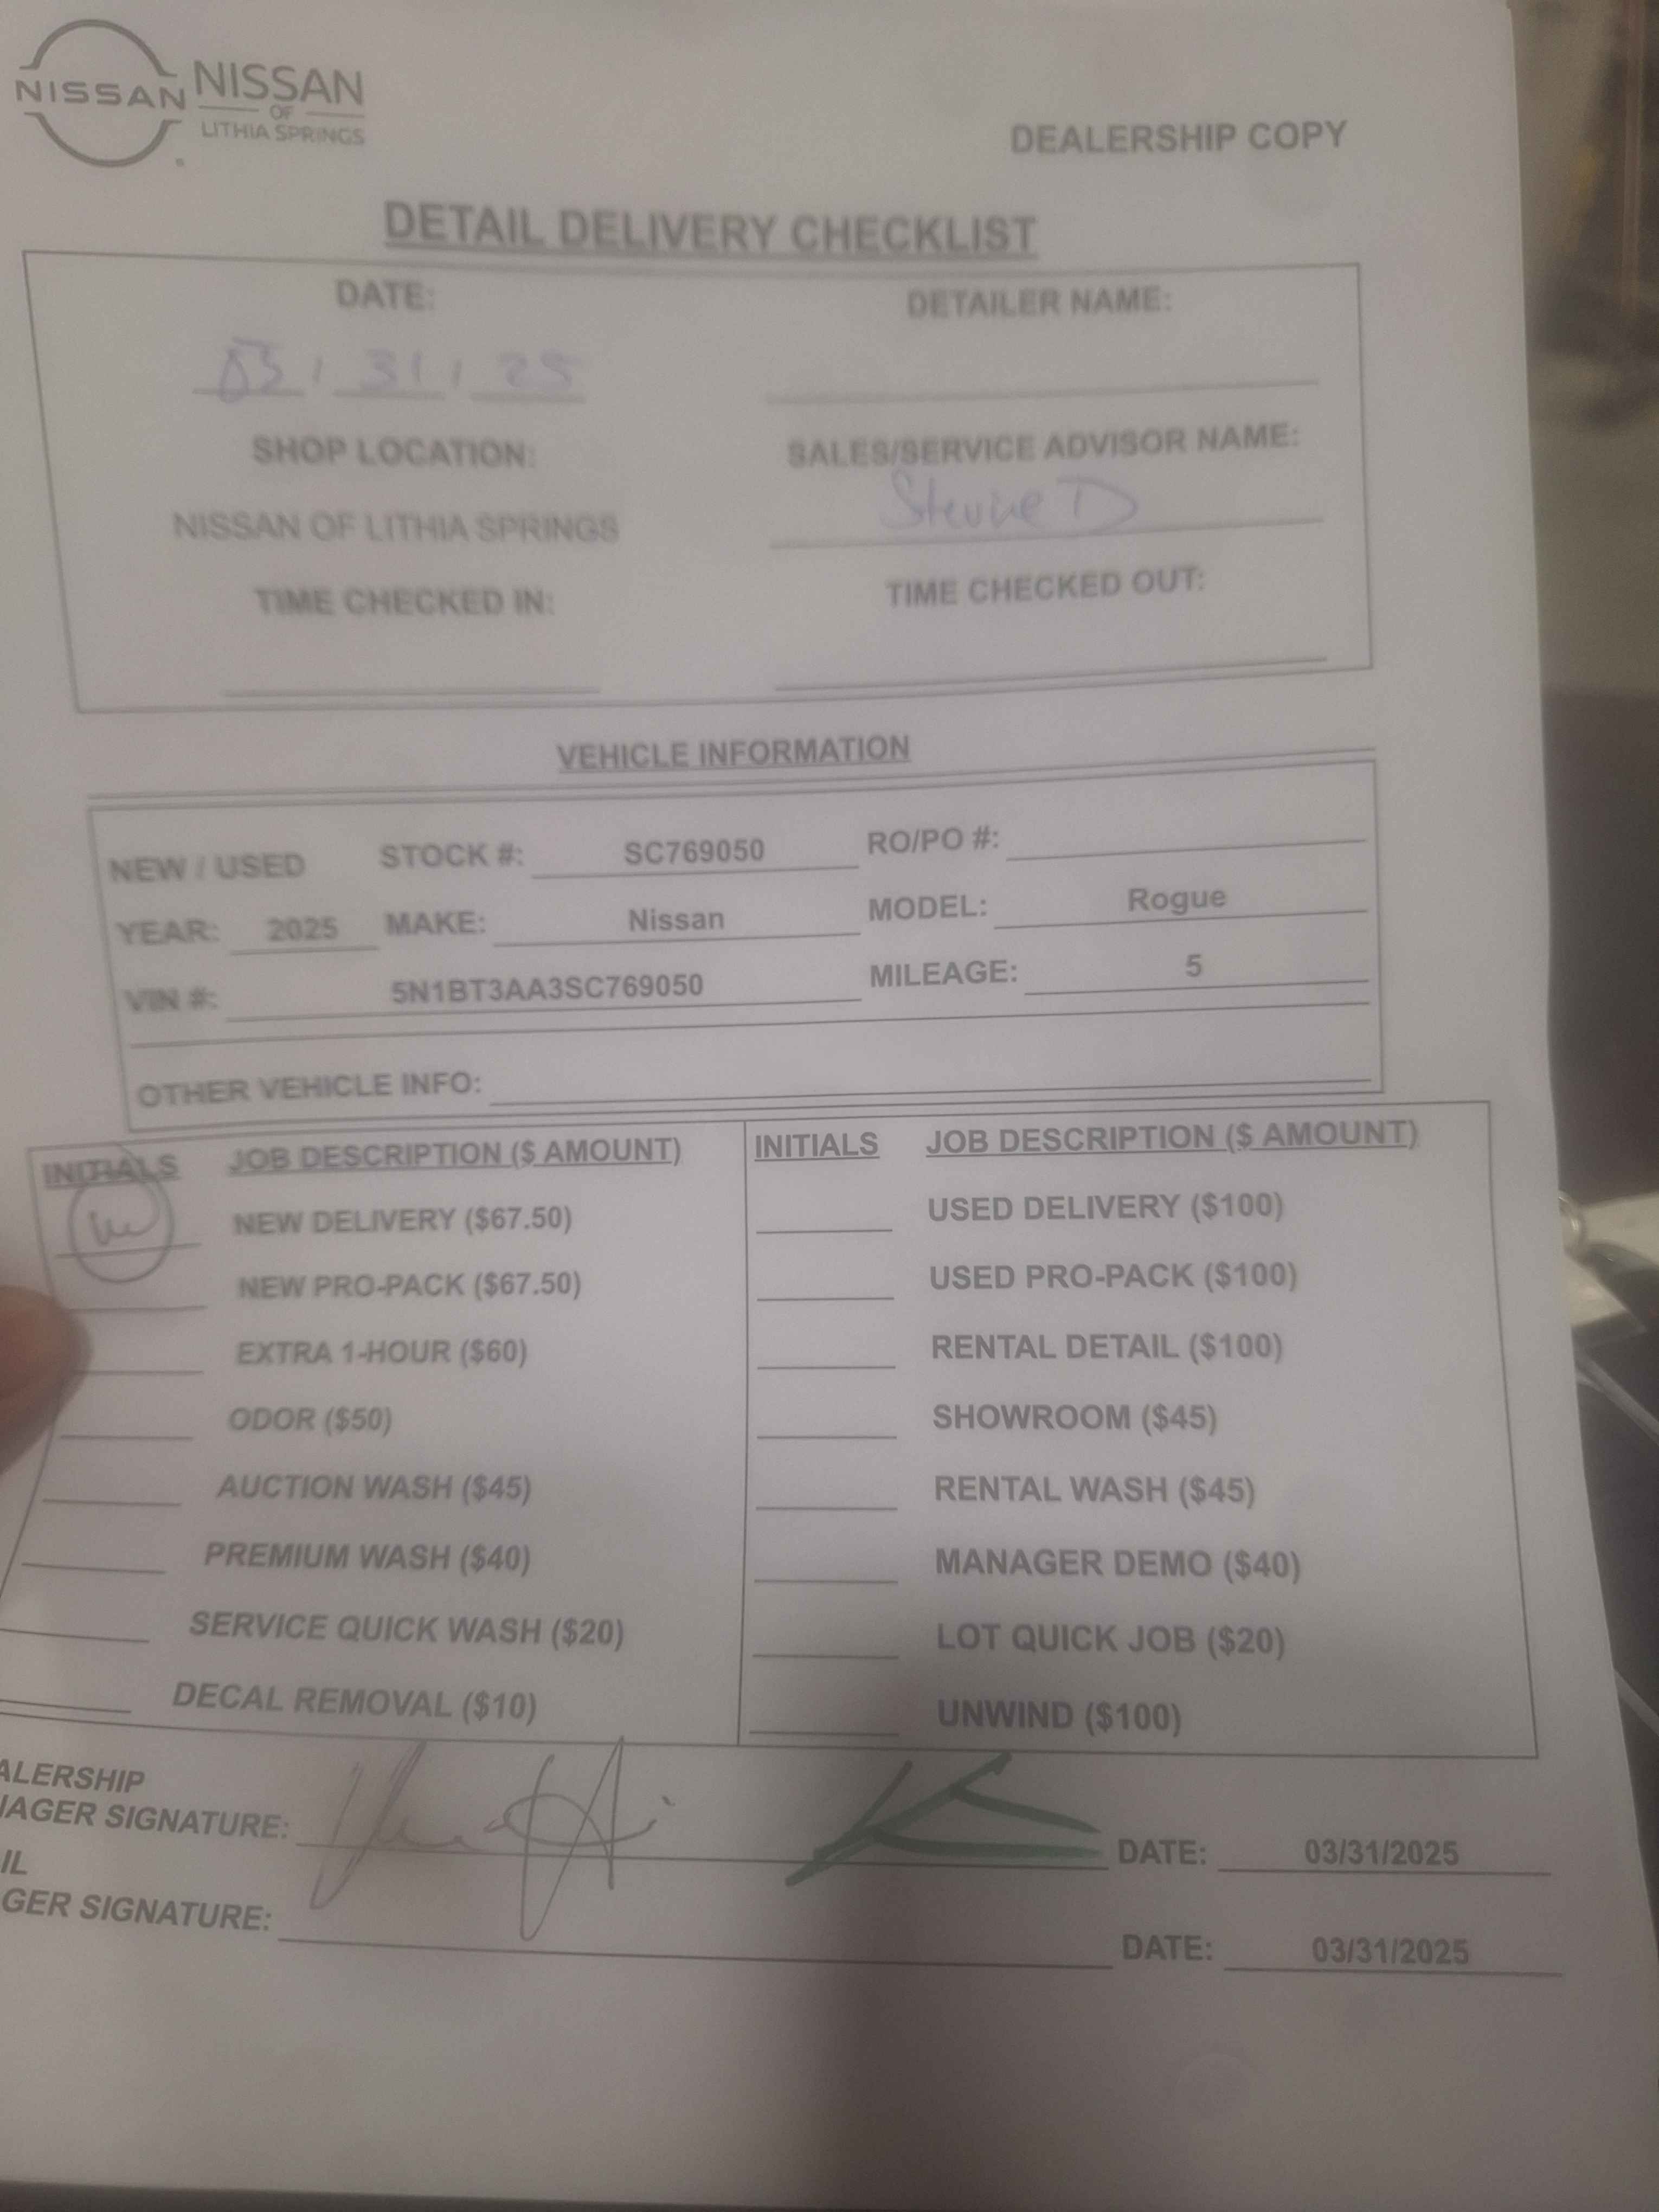 NISSAN NISSAN
OF
LITHIA SPRINGS
DEALERSHIP COPY
DETAIL DELIVERY CHECKLIST
DATE: DETAILER NAME:
03 / 31 / 25
SHOP LOCATION: SALES/SERVICE ADVISOR NAME:
NISSAN OF LITHIA SPRINGS Stevie D
TIME CHECKED IN: TIME CHECKED OUT:
VEHICLE INFORMATION
NEW / USED STOCK #: SC769050 RO/PO #:
YEAR: 2025 MAKE: Nissan MODEL: Rogue
VIN #: 5N1BT3AA3SC769050 MILEAGE: 5
OTHER VEHICLE INFO:
INITIALS JOB DESCRIPTION ($ AMOUNT) INITIALS JOB DESCRIPTION ($ AMOUNT)
NEW DELIVERY ($67.50) USED DELIVERY ($100)
NEW PRO-PACK ($67.50) USED PRO-PACK ($100)
EXTRA 1-HOUR ($60) RENTAL DETAIL ($100)
ODOR ($50) SHOWROOM ($45)
AUCTION WASH ($45) RENTAL WASH ($45)
PREMIUM WASH ($40) MANAGER DEMO ($40)
SERVICE QUICK WASH ($20) LOT QUICK JOB ($20)
DECAL REMOVAL ($10) UNWIND ($100)
ALERSHIP
AGER SIGNATURE: DATE: 03/31/2025
IL
GER SIGNATURE: DATE: 03/31/2025